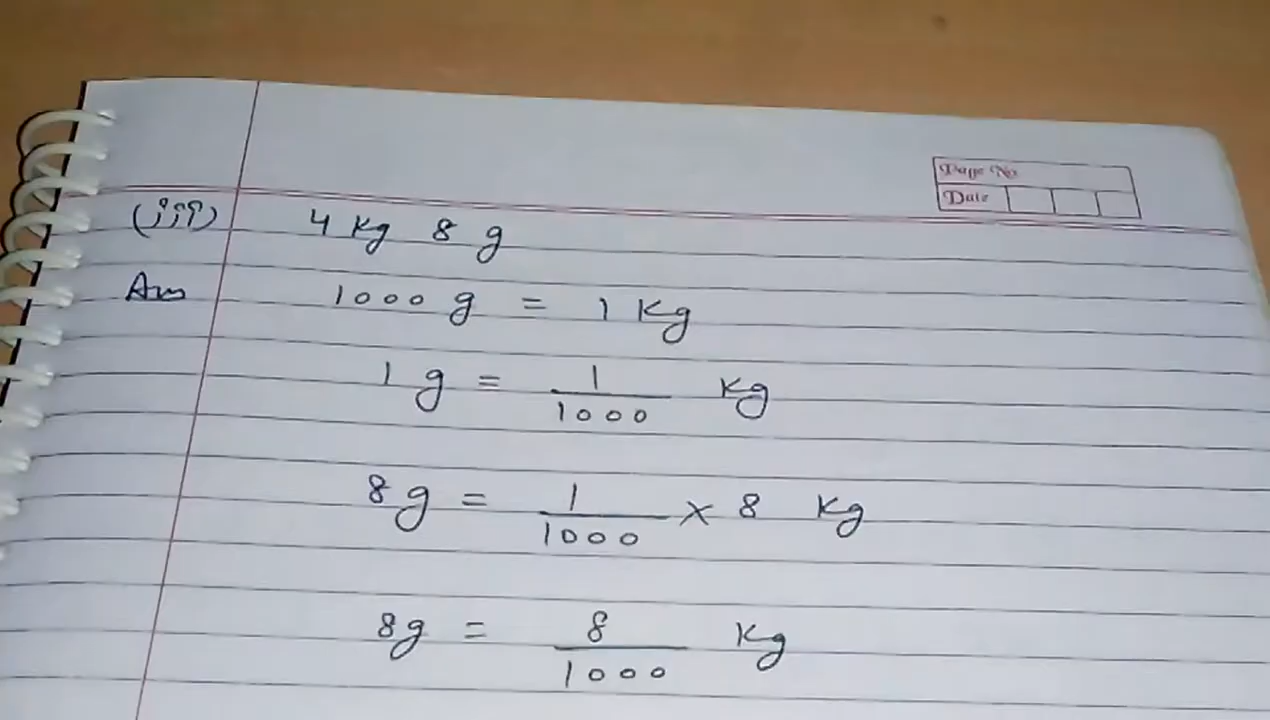 Page No
Date
(iii) 4 Kg 8 g
Ans 1000 g = 1 Kg
1 g = 1/1000 Kg
8g = 1/1000 × 8 Kg
8g = 8/1000 Kg